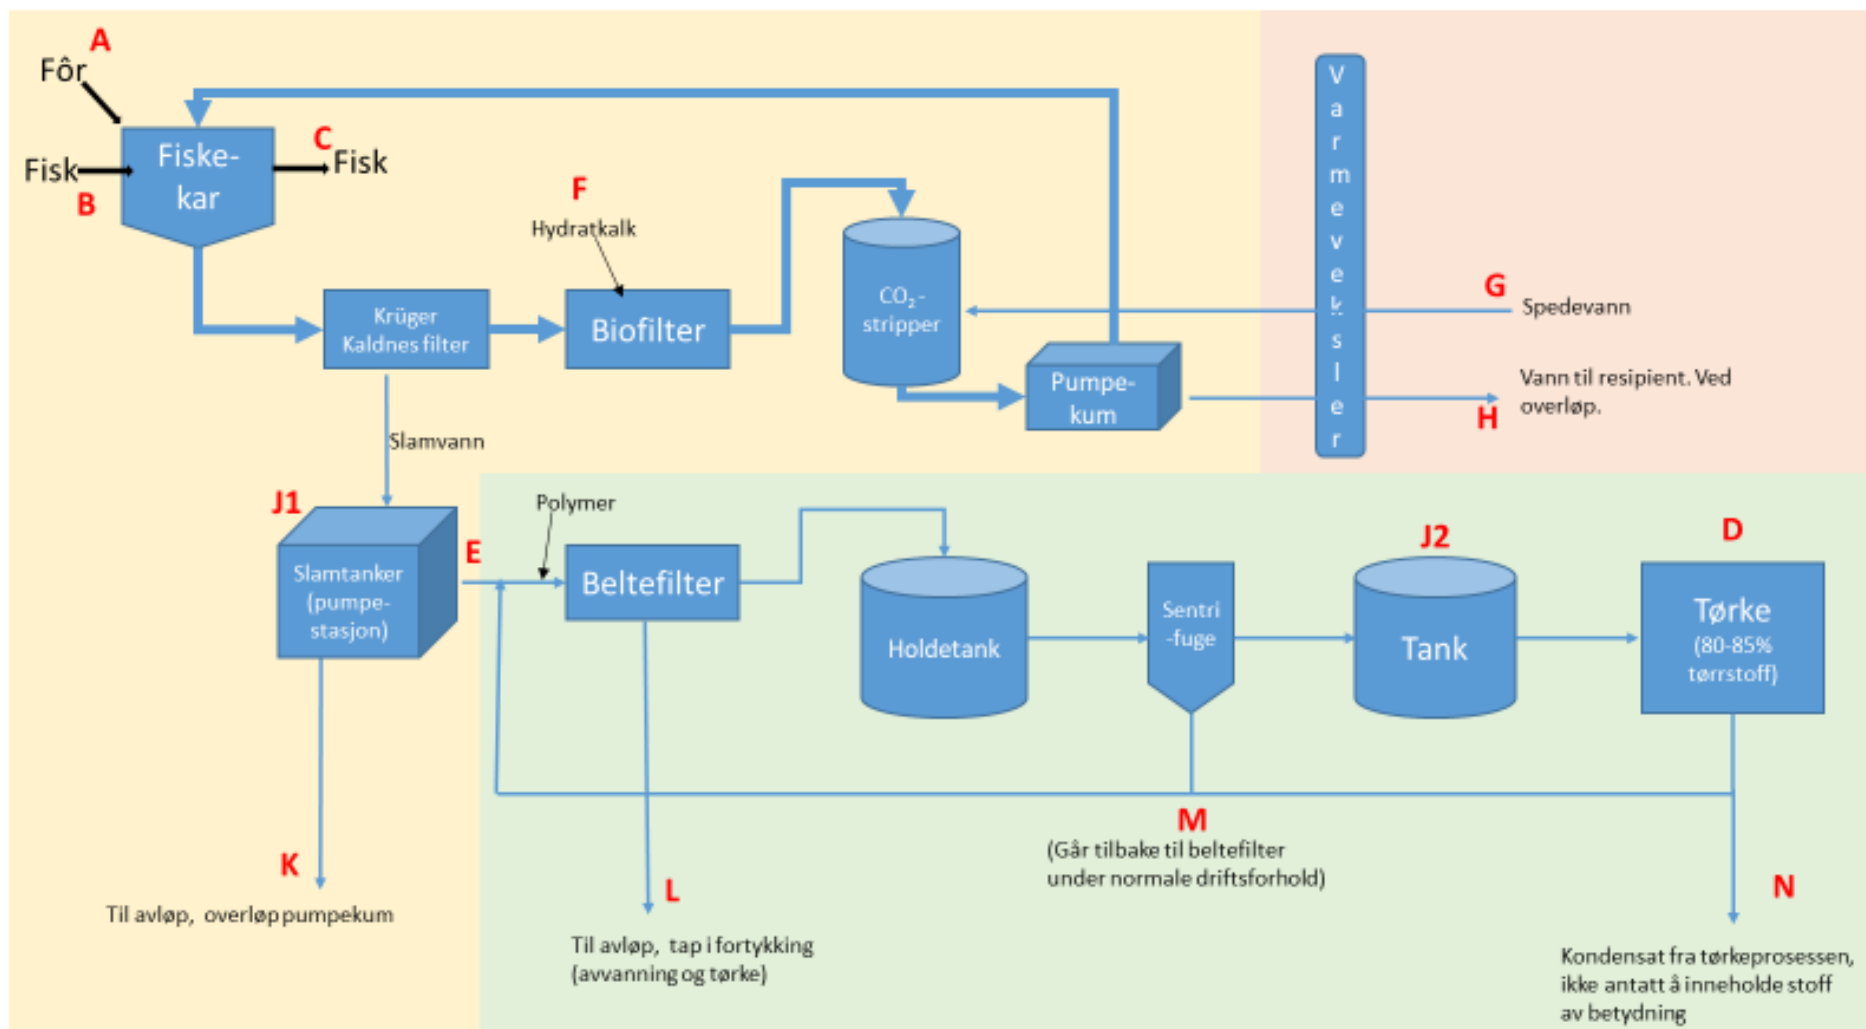 A
Fôr
Fiske-
kar
C
Fisk
Fisk
B
F
Hydratkalk
Krüger
Kaldnes filter
Biofilter
CO₂-
stripper
Pumpe-
kum
Varmeveksler
G
Spedevann
Vann til resipient. Ved
overløp.
H
Slamvann
J1
Slamtanker
(pumpe-
stasjon)
E
Polymer
Beltefilter
Holdetank
Sentri
-fuge
J2
Tank
D
Tørke
(80-85%
tørrstoff)
M
(Går tilbake til beltefilter
under normale driftsforhold)
K
Til avløp, overløp pumpekum
L
Til avløp, tap i fortykking
(avvanning og tørke)
N
Kondensat fra tørkeprosessen,
ikke antatt å inneholde stoff
av betydning